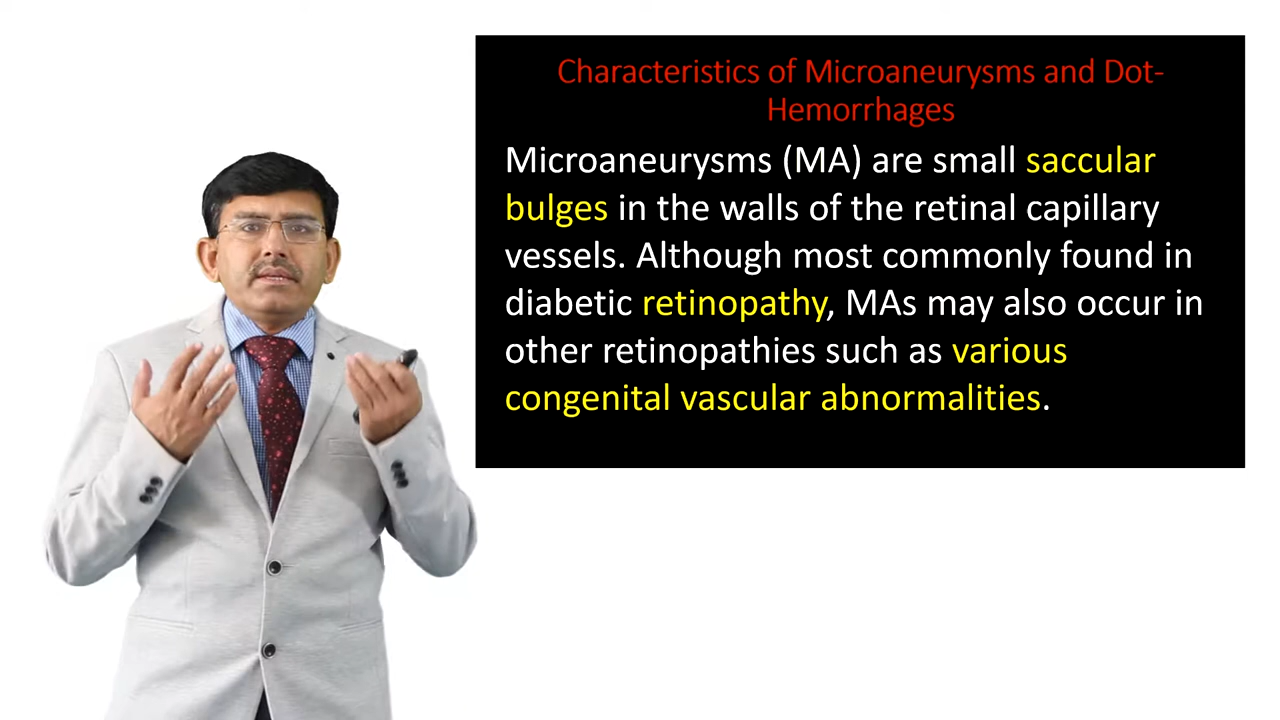 Characteristics of Microaneurysms and Dot-
Hemorrhages
Microaneurysms (MA) are small saccular
bulges in the walls of the retinal capillary
vessels. Although most commonly found in
diabetic retinopathy, MAs may also occur in
other retinopathies such as various
congenital vascular abnormalities.